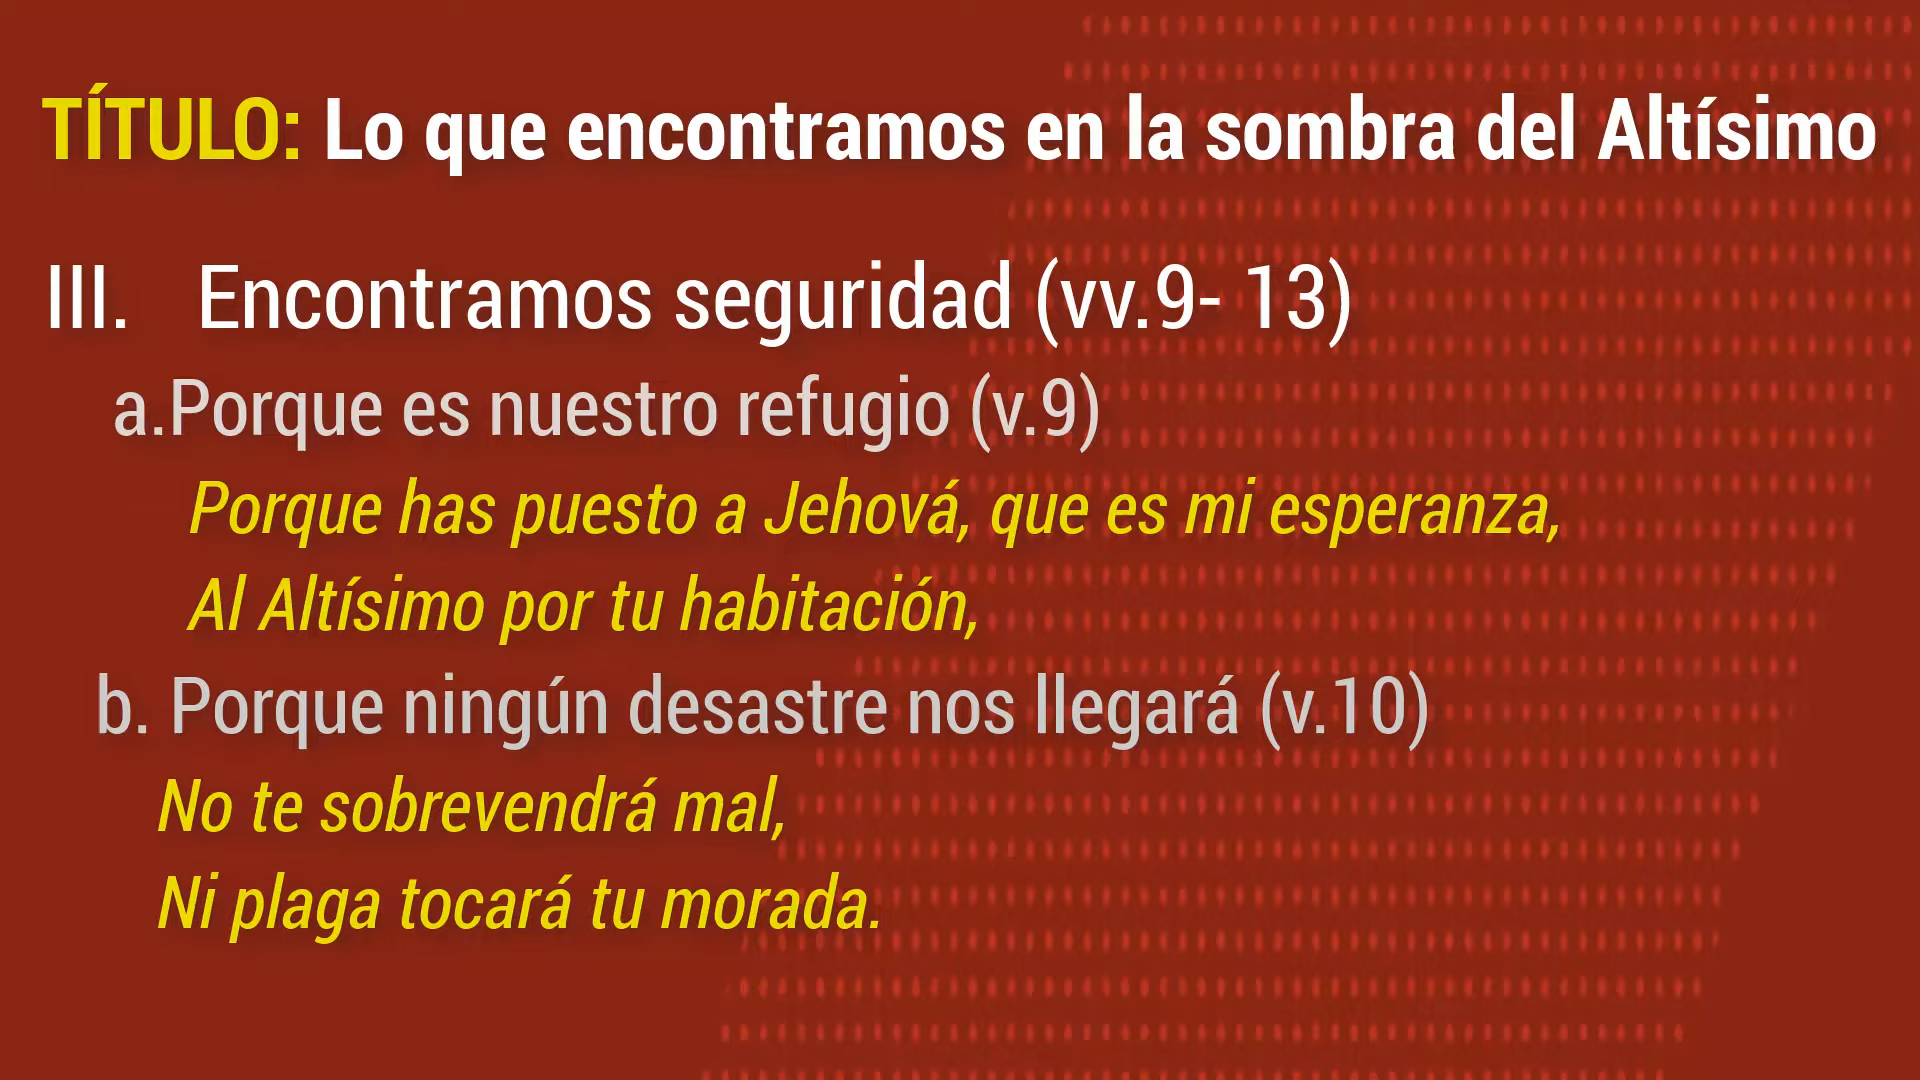 TÍTULO: Lo que encontramos en la sombra del Altísimo
III. Encontramos seguridad (vv.9- 13)
a.Porque es nuestro refugio (v.9)
Porque has puesto a Jehová, que es mi esperanza,
Al Altísimo por tu habitación,
b. Porque ningún desastre nos llegará (v.10)
No te sobrevendrá mal,
Ni plaga tocará tu morada.